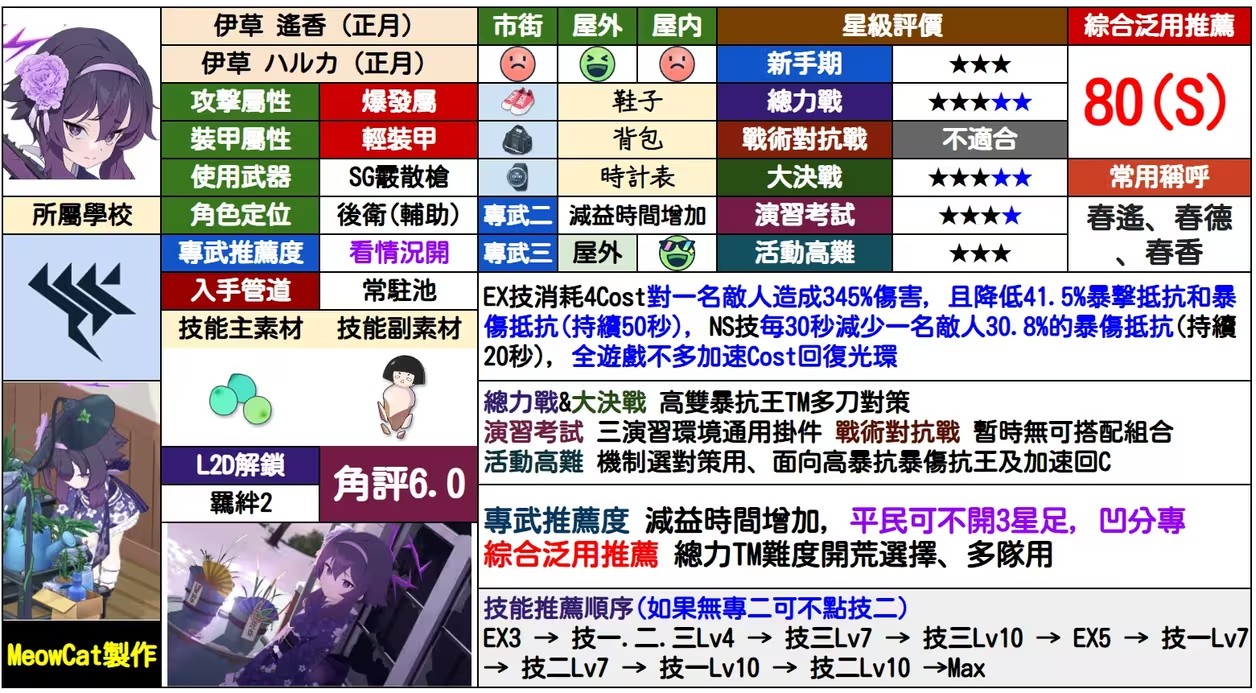 伊草 遙香 (正月)
伊草 ハルカ (正月)
攻擊屬性 爆發屬
裝甲屬性 輕裝甲
使用武器 SG霰散槍
所屬學校
角色定位 後衛(輔助)
專武推薦度 看情況開
入手管道 常駐池
技能主素材 技能副素材
L2D解鎖
羈絆2
角評6.0
MeowCat製作
市街 屋外 屋內
鞋子
背包
時計表
專武二 減益時間增加
專武三 屋外
星級評價
新手期 ★★★
總力戰 ★★★★★
戰術對抗戰 不適合
大決戰 ★★★★★
演習考試 ★★★★
活動高難 ★★★
綜合泛用推薦
80(S)
常用稱呼
春遙、春德
、春香
EX技消耗4Cost對一名敵人造成345%傷害, 且降低41.5%暴擊抵抗和暴
傷抵抗(持續50秒), NS技每30秒減少一名敵人30.8%的暴傷抵抗(持續
20秒), 全遊戲不多加速Cost回復光環
總力戰&大決戰 高雙暴抗王TM多刀對策
演習考試 三演習環境通用掛件 戰術對抗戰 暫時無可搭配組合
活動高難 機制選對策用、面向高暴抗暴傷抗王及加速回C
專武推薦度 減益時間增加, 平民可不開3星足, 凹分專
綜合泛用推薦 總力TM難度開荒選擇、多隊用
技能推薦順序(如果無專二可不點技二)
EX3 → 技一.二.三Lv4 → 技三Lv7 → 技三Lv10 → EX5 → 技一Lv7
→ 技二Lv7 → 技一Lv10 → 技二Lv10 →Max